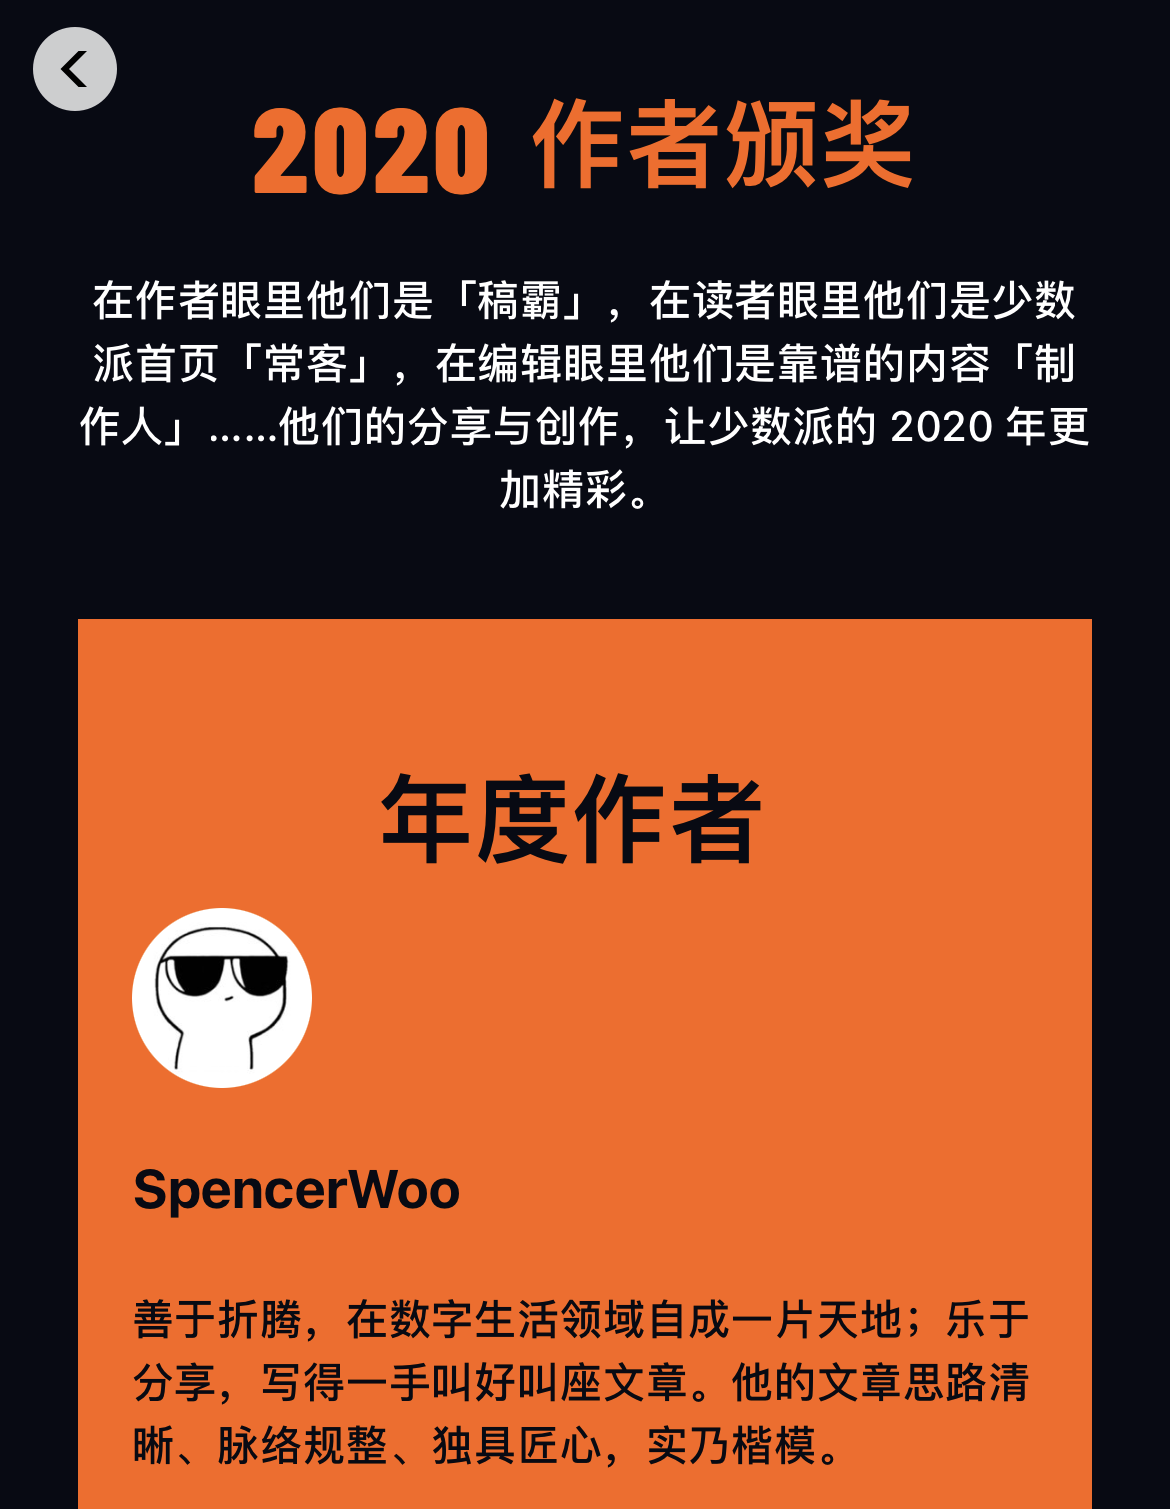 2020 作者颁奖
在作者眼里他们是「稿霸」，在读者眼里他们是少数
派首页「常客」，在编辑眼里他们是靠谱的内容「制
作人」……他们的分享与创作，让少数派的 2020 年更
加精彩。
年度作者
SpencerWoo
善于折腾，在数字生活领域自成一片天地；乐于
分享，写得一手叫好叫座文章。他的文章思路清
晰、脉络规整、独具匠心，实乃楷模。